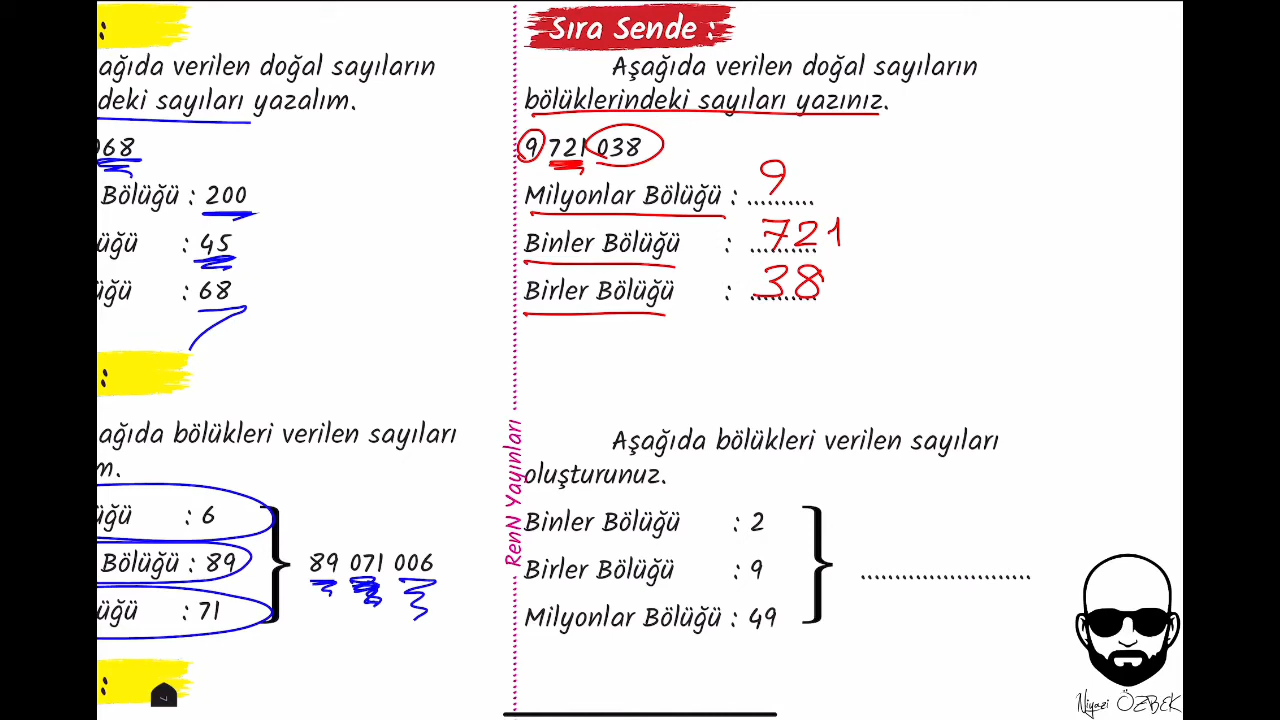 :
ağıda verilen doğal sayıların
deki sayıları yazalım.
068
Bölüğü : 200
üğü : 45
üğü : 68
:
ağıda bölükleri verilen sayıları
m.
üğü : 6
Bölüğü : 89
üğü : 71
89 071 006
:
7
RenN Yayınları
Sıra Sende :
Aşağıda verilen doğal sayıların
bölüklerindeki sayıları yazınız.
9 721 038
Milyonlar Bölüğü : .......... 9
Binler Bölüğü : .......... 721
Birler Bölüğü : .......... 38
Aşağıda bölükleri verilen sayıları
oluşturunuz.
Binler Bölüğü : 2
Birler Bölüğü : 9
Milyonlar Bölüğü : 49
.........................
Niyazi ÖZBEK